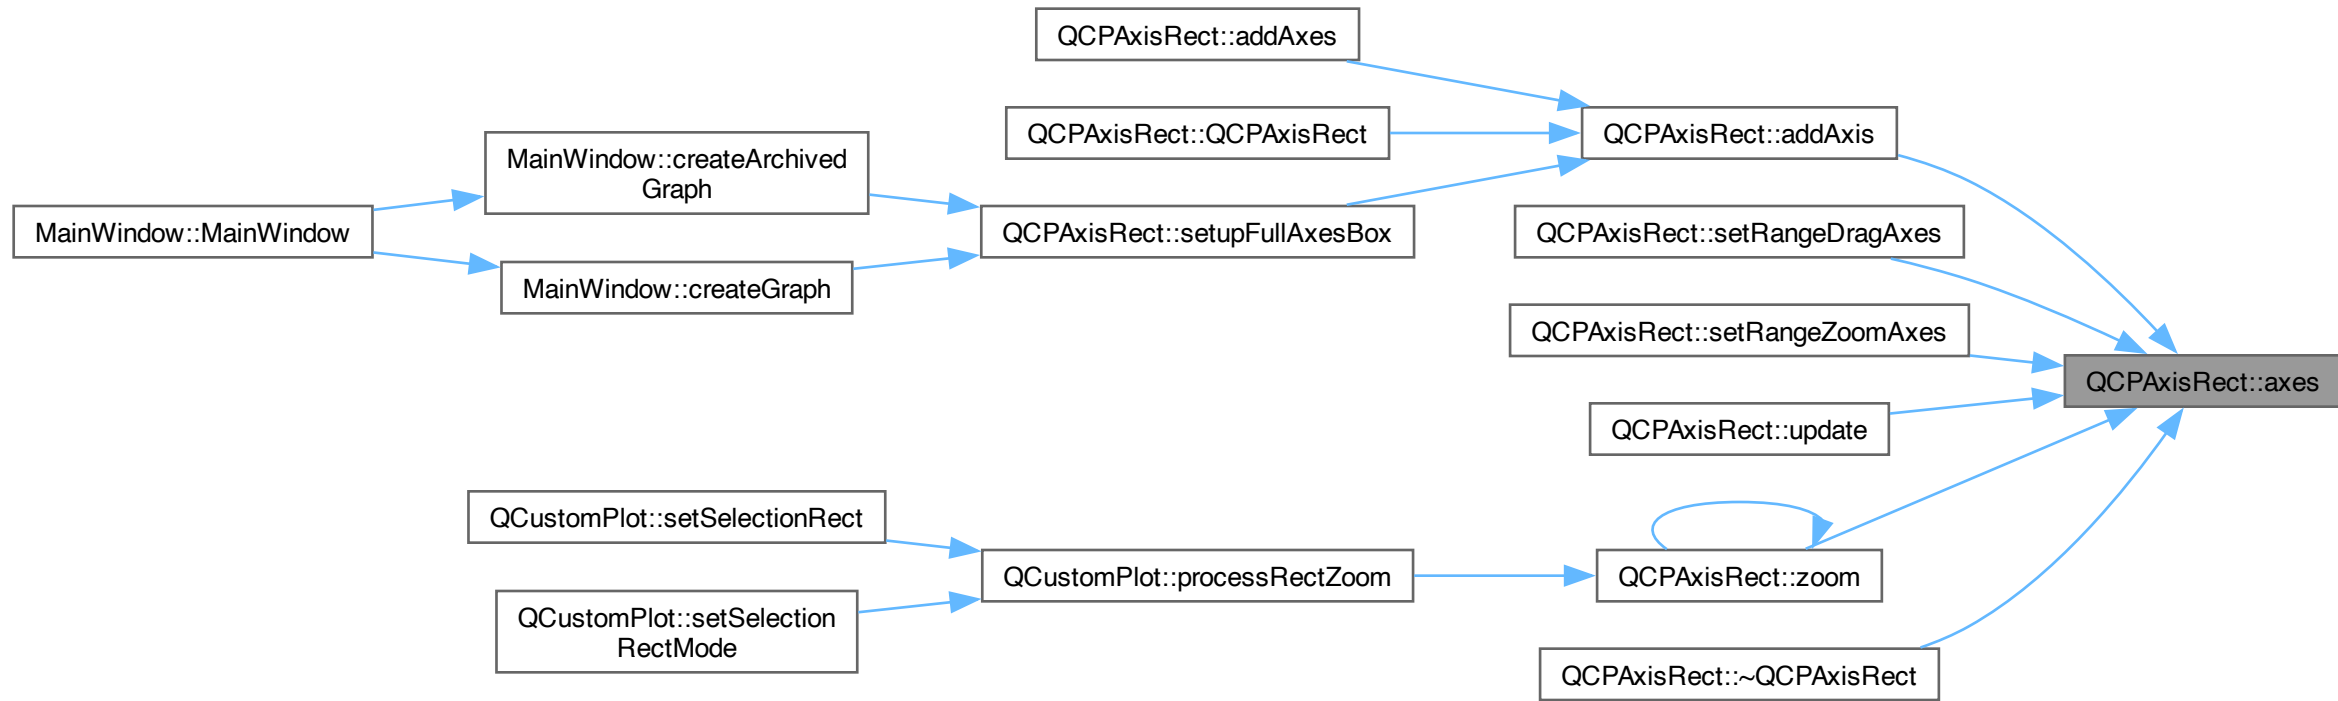 QCPAxisRect::addAxes
QCPAxisRect::QCPAxisRect
QCPAxisRect::addAxis
MainWindow::createArchived
Graph
MainWindow::MainWindow
QCPAxisRect::setupFullAxesBox
QCPAxisRect::setRangeDragAxes
MainWindow::createGraph
QCPAxisRect::setRangeZoomAxes
QCPAxisRect::axes
QCPAxisRect::update
QCustomPlot::setSelectionRect
QCustomPlot::processRectZoom
QCPAxisRect::zoom
QCustomPlot::setSelection
RectMode
QCPAxisRect::~QCPAxisRect